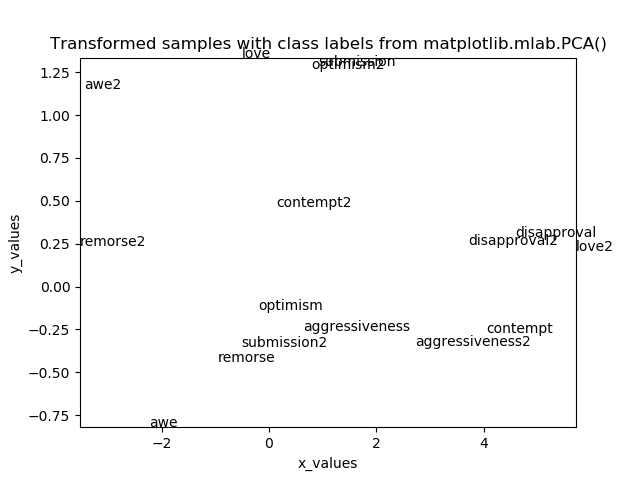 Transformed samples with class labels from matplotlib.mlab.PCA()
love
submission
optimism2
1.25
awe2
1.00
0.75
0.50
contempt2
disapproval
0.25
remorse2
disapproval2
love2
y_values
0.00
optimism
−0.25
aggressiveness
contempt
submission2
aggressiveness2
remorse
−0.50
−0.75
awe
−2
0
2
4
x_values